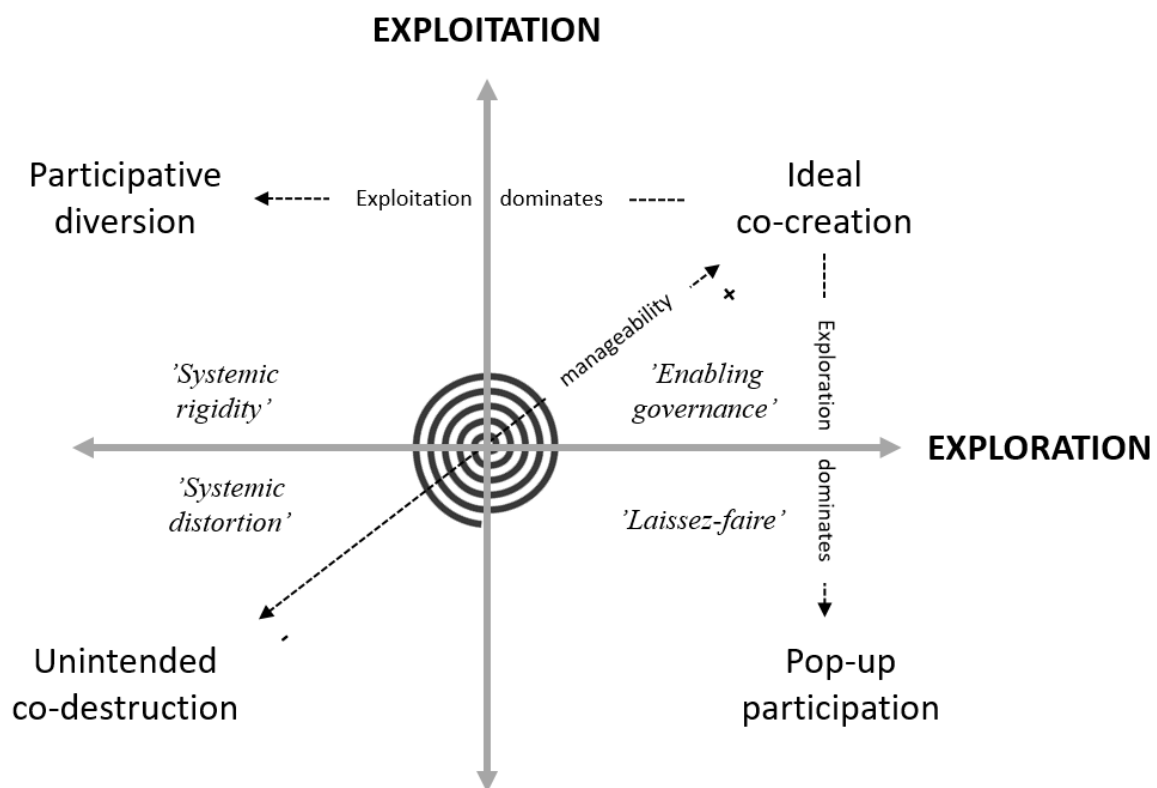 EXPLOITATION
Participative
diversion
Exploitation dominates
Ideal
co-creation
manageability
+
Exploration dominates
’Systemic
rigidity’
’Enabling
governance’
EXPLORATION
’Systemic
distortion’
’Laissez-faire’
-
Unintended
co-destruction
Pop-up
participation